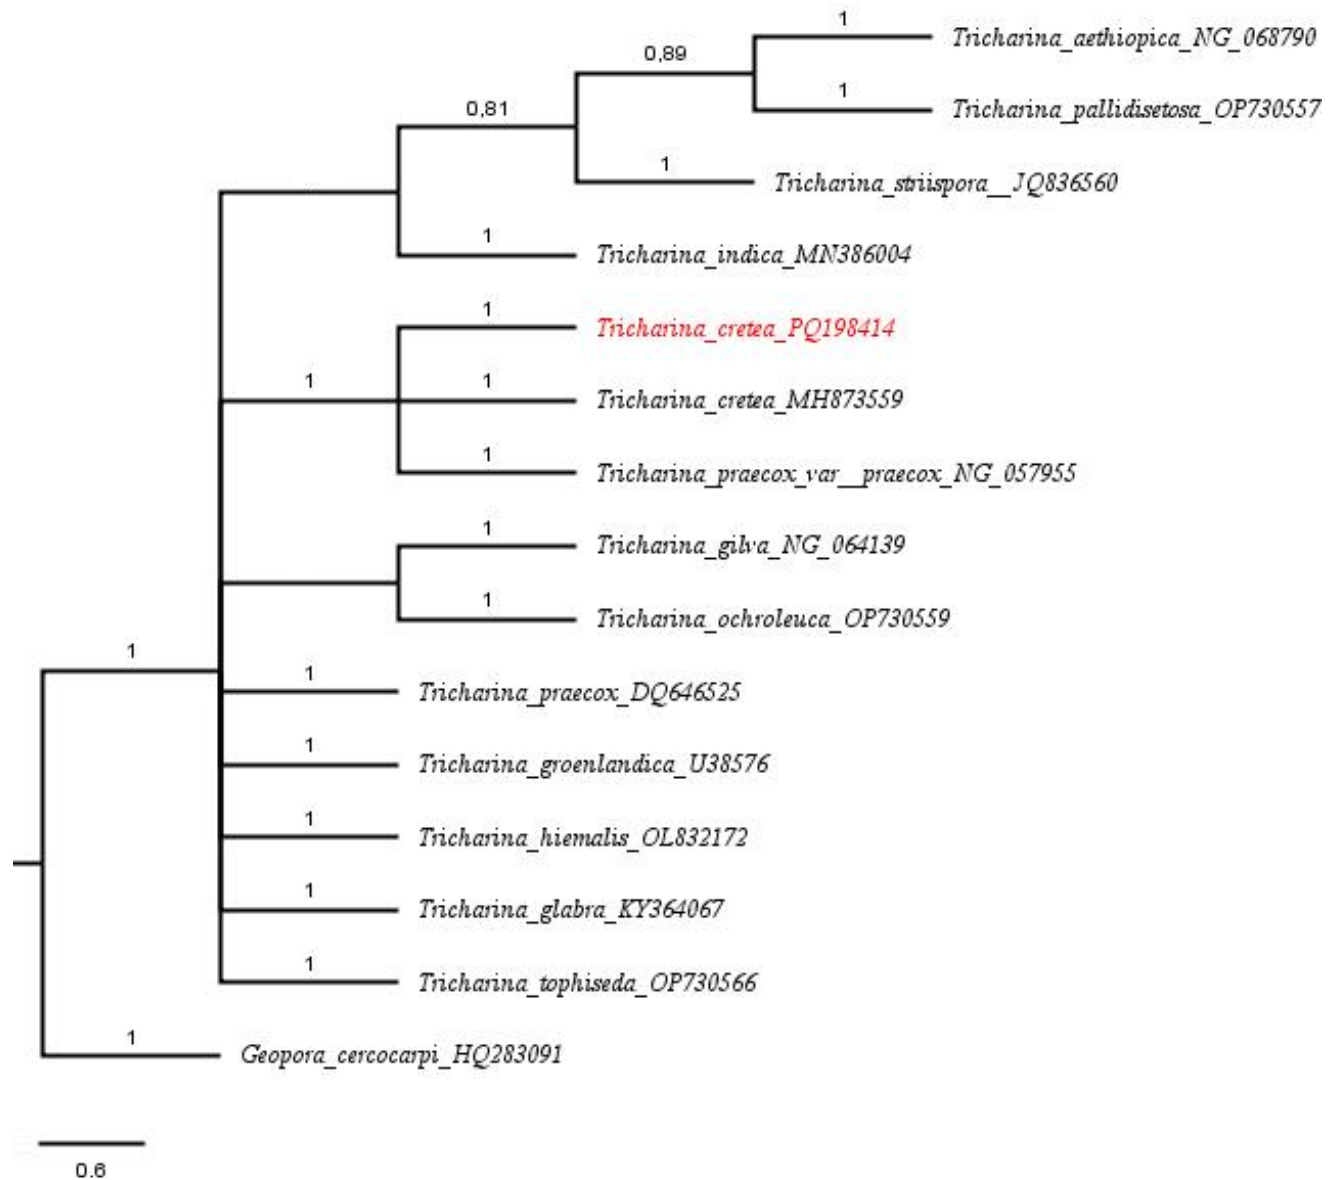 1
Tricharina_aethiopica_NG_068790
0,89
1
Tricharina_pallidisetosa_OP730557
0,81
1
Tricharina_striispora__JQ836560
1
Tricharina_indica_MN386004
1
Tricharina_cretea_PQ198414
1
1
Tricharina_cretea_MH873559
1
Tricharina_praecox_var__praecox_NG_057955
1
Tricharina_gilva_NG_064139
1
Tricharina_ochroleuca_OP730559
1
1
Tricharina_praecox_DQ646525
1
Tricharina_groenlandica_U38576
1
Tricharina_hiemalis_OL832172
1
Tricharina_glabra_KY364067
1
Tricharina_tophiseda_OP730566
1
Geopora_cercocarpi_HQ283091
0.6